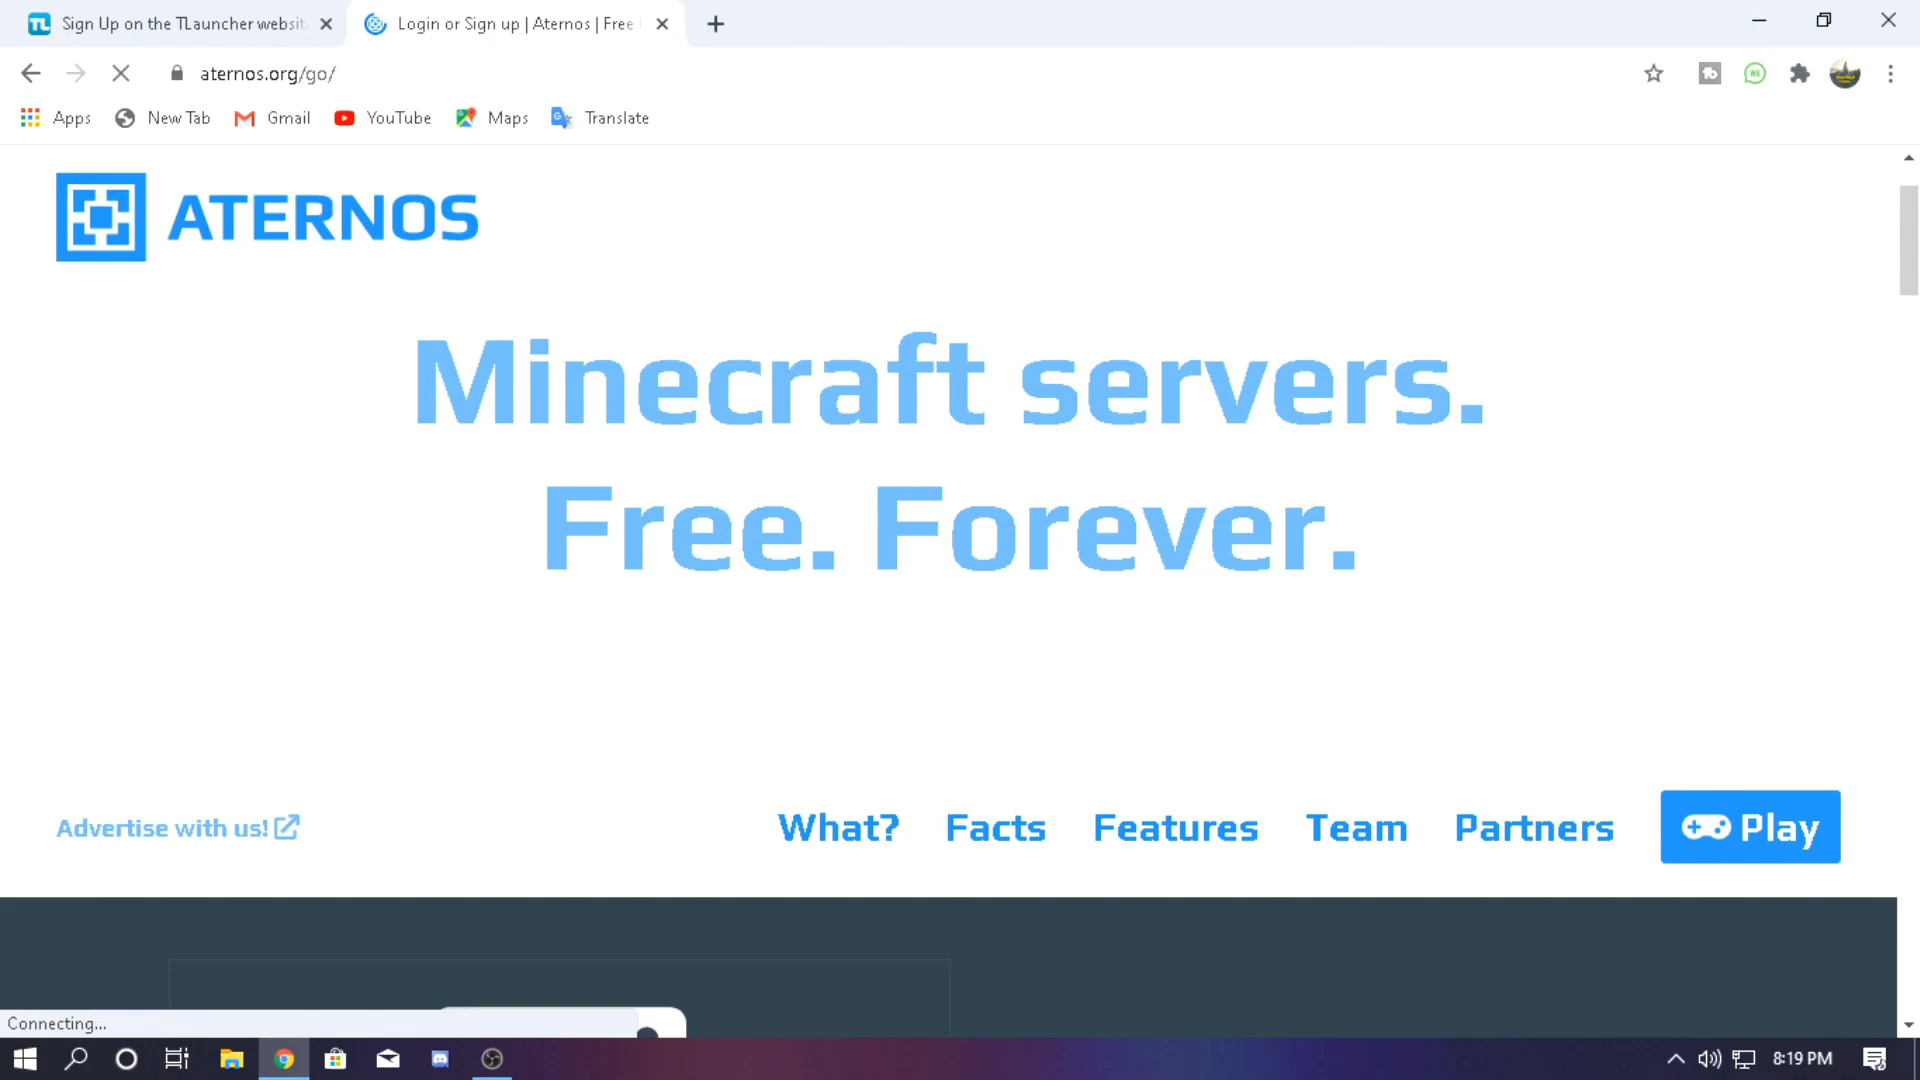 Sign Up on the TLauncher websit
Login or Sign up | Aternos | Free
aternos.org/go/
Apps
New Tab
Gmail
YouTube
Maps
Translate
ATERNOS
Minecraft servers.
Free. Forever.
Advertise with us!
What?
Facts
Features
Team
Partners
Play
Connecting...
8:19 PM